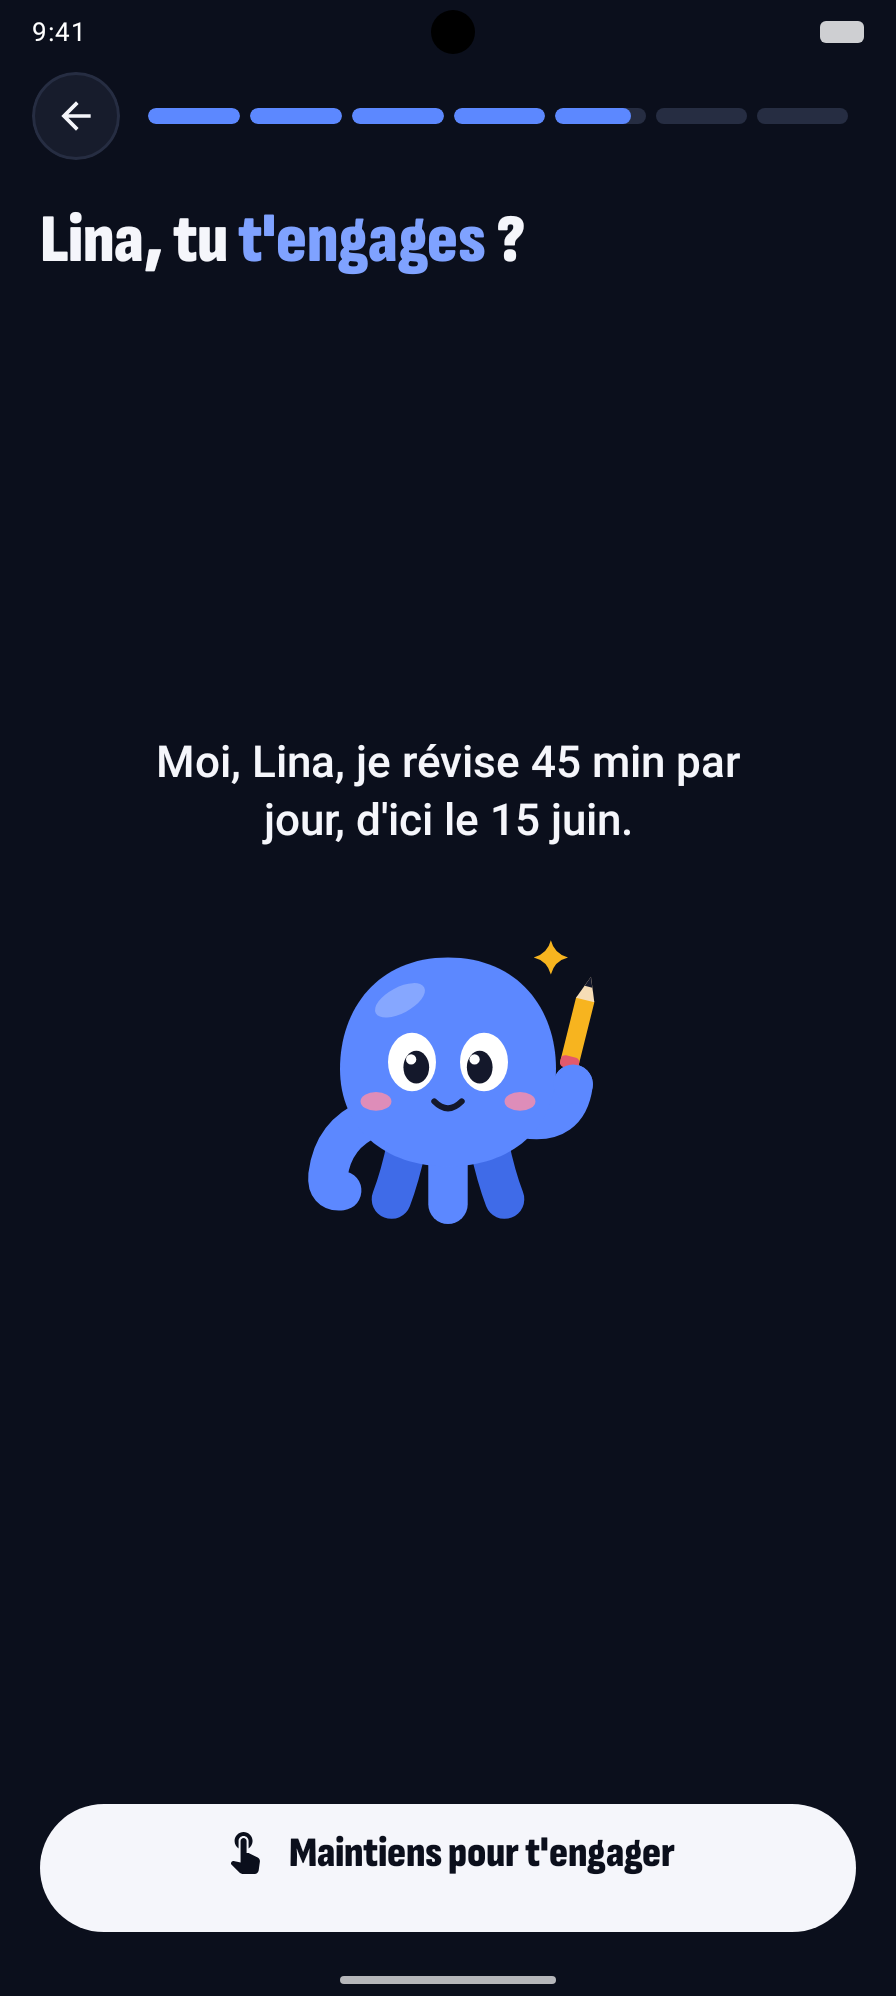 9:41
Lina, tu t'engages ?
Moi, Lina, je révise 45 min par
jour, d'ici le 15 juin.
Maintiens pour t'engager